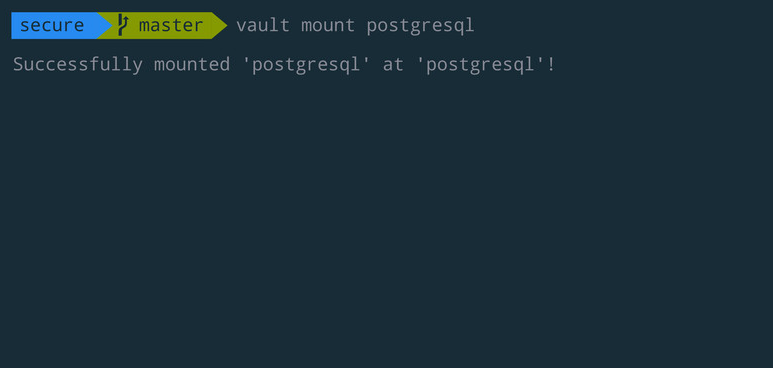 secure master vault mount postgresql
Successfully mounted 'postgresql' at 'postgresql'!